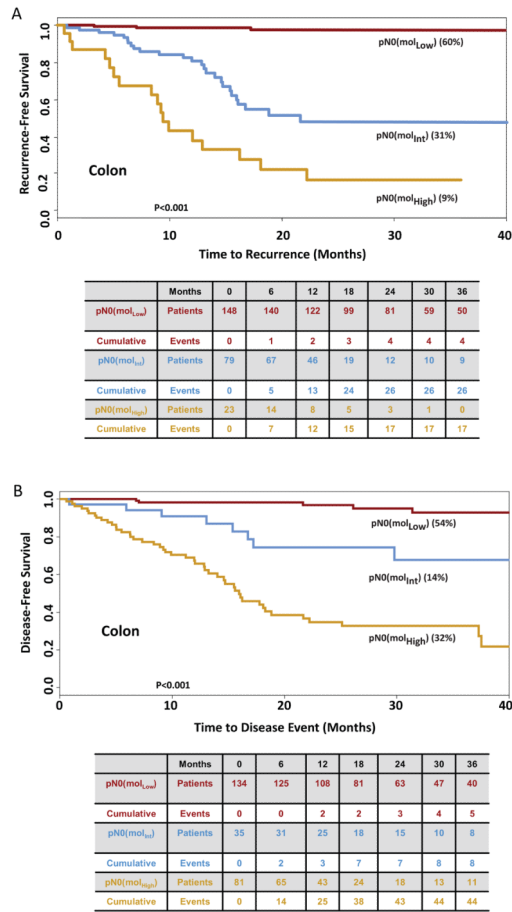 A
Recurrence-Free Survival
1.0
0.8
0.6
0.4
0.2
0.0
pN0(molLow) (60%)
pN0(molInt) (31%)
pN0(molHigh) (9%)
Colon
P<0.001
0 10 20 30 40
Time to Recurrence (Months)
Months 0 6 12 18 24 30 36
pN0(molLow) Patients 148 140 122 99 81 59 50
Cumulative Events 0 1 2 3 4 4 4
pN0(molInt) Patients 79 67 46 19 12 10 9
Cumulative Events 0 5 13 24 26 26 26
pN0(molHigh) Patients 23 14 8 5 3 1 0
Cumulative Events 0 7 12 15 17 17 17
B
Disease-Free Survival
1.0
0.8
0.6
0.4
0.2
0.0
pN0(molLow) (54%)
pN0(molInt) (14%)
pN0(molHigh) (32%)
Colon
P<0.001
0 10 20 30 40
Time to Disease Event (Months)
Months 0 6 12 18 24 30 36
pN0(molLow) Patients 134 125 108 81 63 47 40
Cumulative Events 0 0 2 2 3 4 5
pN0(molInt) Patients 35 31 25 18 15 10 8
Cumulative Events 0 2 3 7 7 8 8
pN0(molHigh) Patients 81 65 43 24 18 13 11
Cumulative Events 0 14 25 38 43 44 44